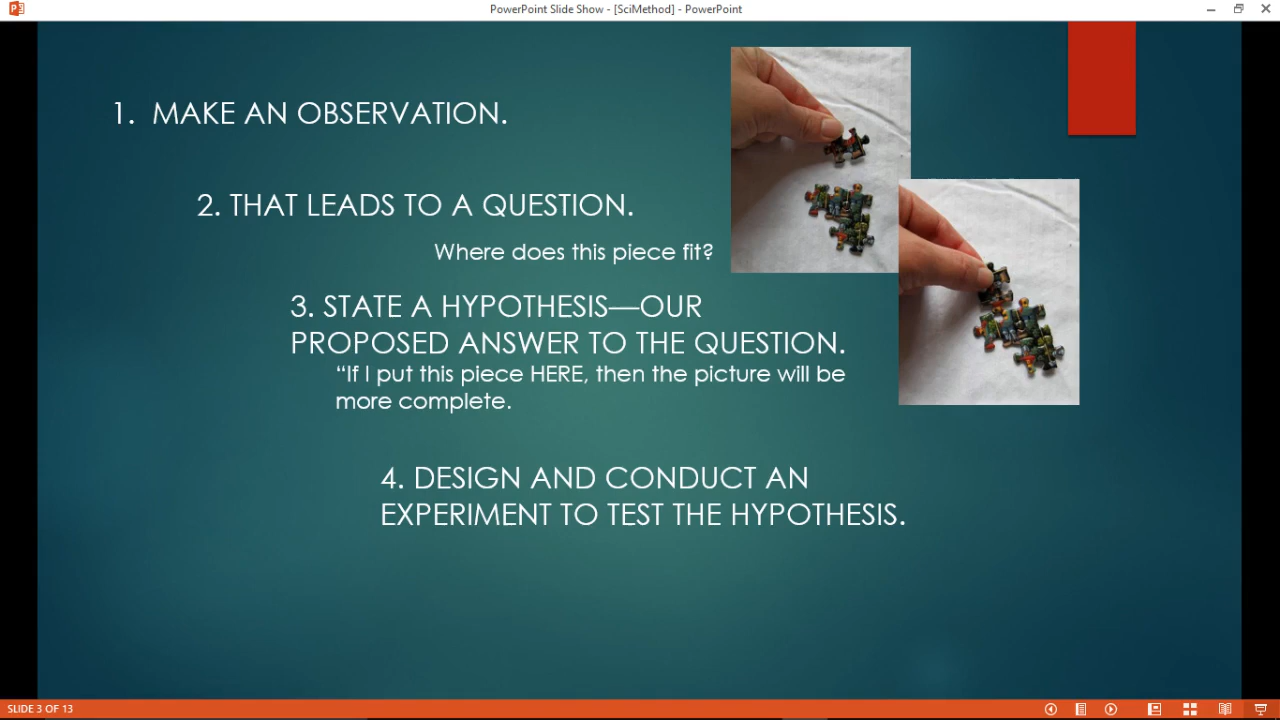 PowerPoint Slide Show - [SciMethod] - PowerPoint
1. MAKE AN OBSERVATION.
2. THAT LEADS TO A QUESTION.
Where does this piece fit?
3. STATE A HYPOTHESIS—OUR
PROPOSED ANSWER TO THE QUESTION.
“If I put this piece HERE, then the picture will be
more complete.
4. DESIGN AND CONDUCT AN
EXPERIMENT TO TEST THE HYPOTHESIS.
SLIDE 3 OF 13